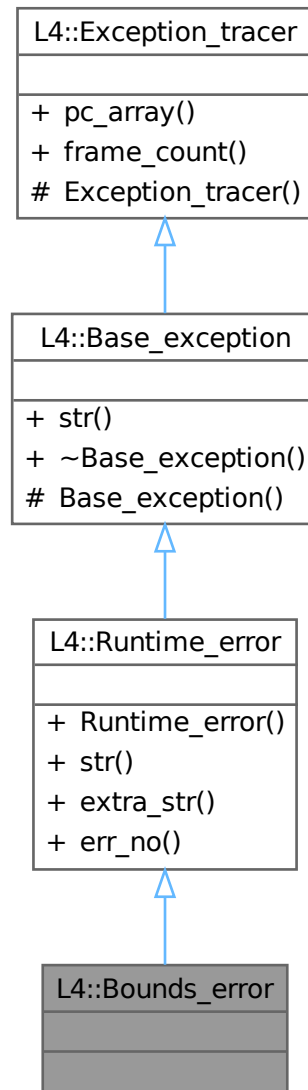 L4::Exception_tracer
+ pc_array()
+ frame_count()
# Exception_tracer()
L4::Base_exception
+ str()
+ ~Base_exception()
# Base_exception()
L4::Runtime_error
+ Runtime_error()
+ str()
+ extra_str()
+ err_no()
L4::Bounds_error